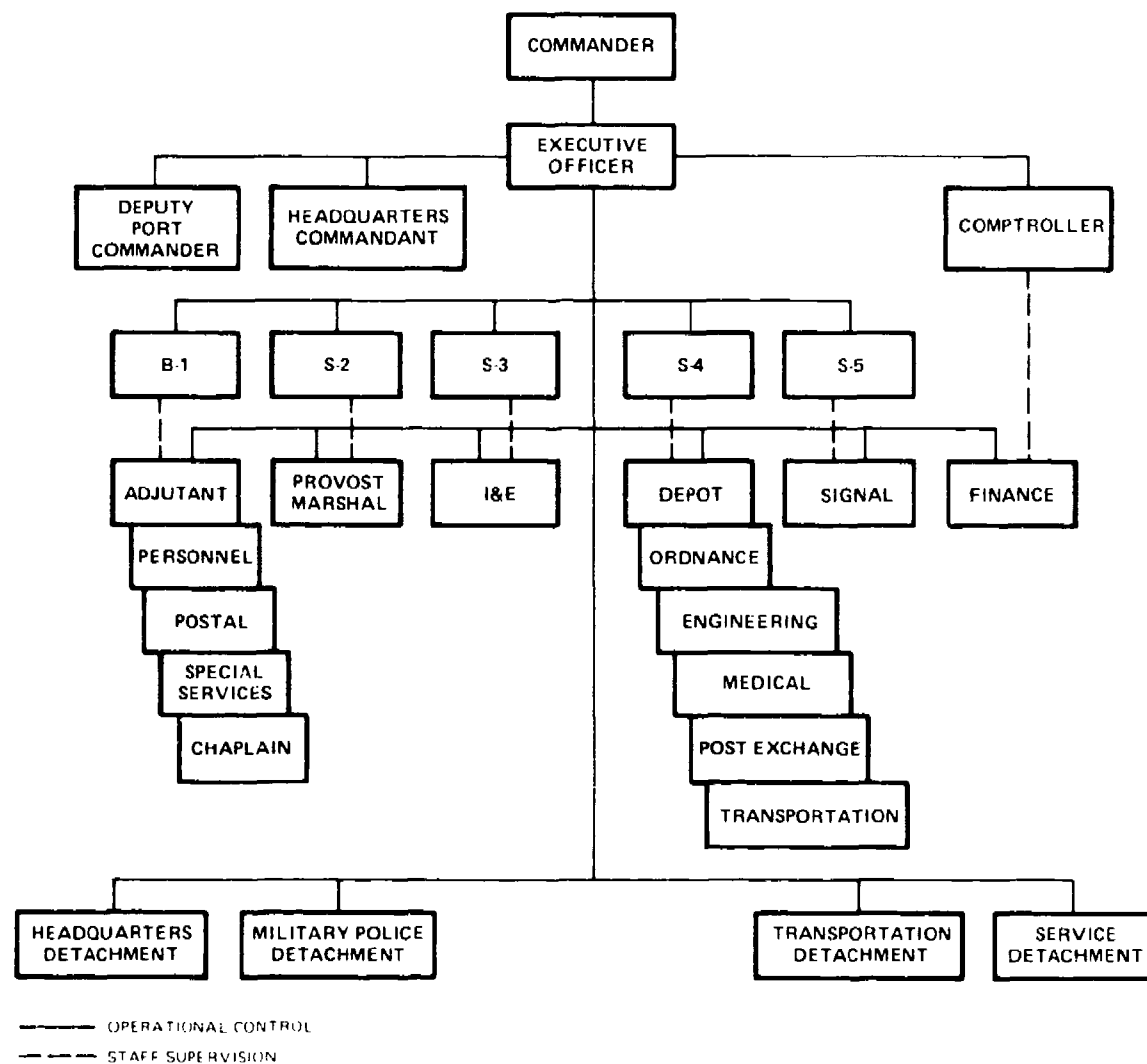 COMMANDER
EXECUTIVE
OFFICER
DEPUTY
PORT
COMMANDER
HEADQUARTERS
COMMANDANT
COMPTROLLER
B-1
S-2
S-3
S-4
S-5
ADJUTANT
PROVOST
MARSHAL
I&E
DEPOT
SIGNAL
FINANCE
PERSONNEL
ORDNANCE
POSTAL
ENGINEERING
SPECIAL
SERVICES
MEDICAL
CHAPLAIN
POST EXCHANGE
TRANSPORTATION
HEADQUARTERS
DETACHMENT
MILITARY POLICE
DETACHMENT
TRANSPORTATION
DETACHMENT
SERVICE
DETACHMENT
OPERATIONAL CONTROL
STAFF SUPERVISION